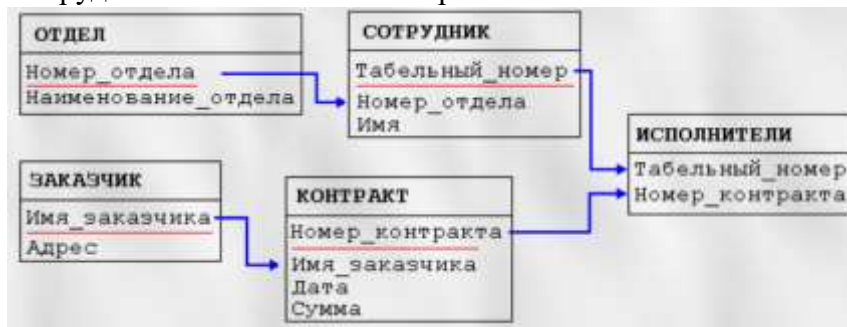 ОТДЕЛ
Номер_отдела
Наименование_отдела
СОТРУДНИК
Табельный_номер
Номер_отдела
Имя
ИСПОЛНИТЕЛИ
Табельный_номер
Номер_контракта
ЗАКАЗЧИК
Имя_заказчика
Адрес
КОНТРАКТ
Номер_контракта
Имя_заказчика
Дата
Сумма